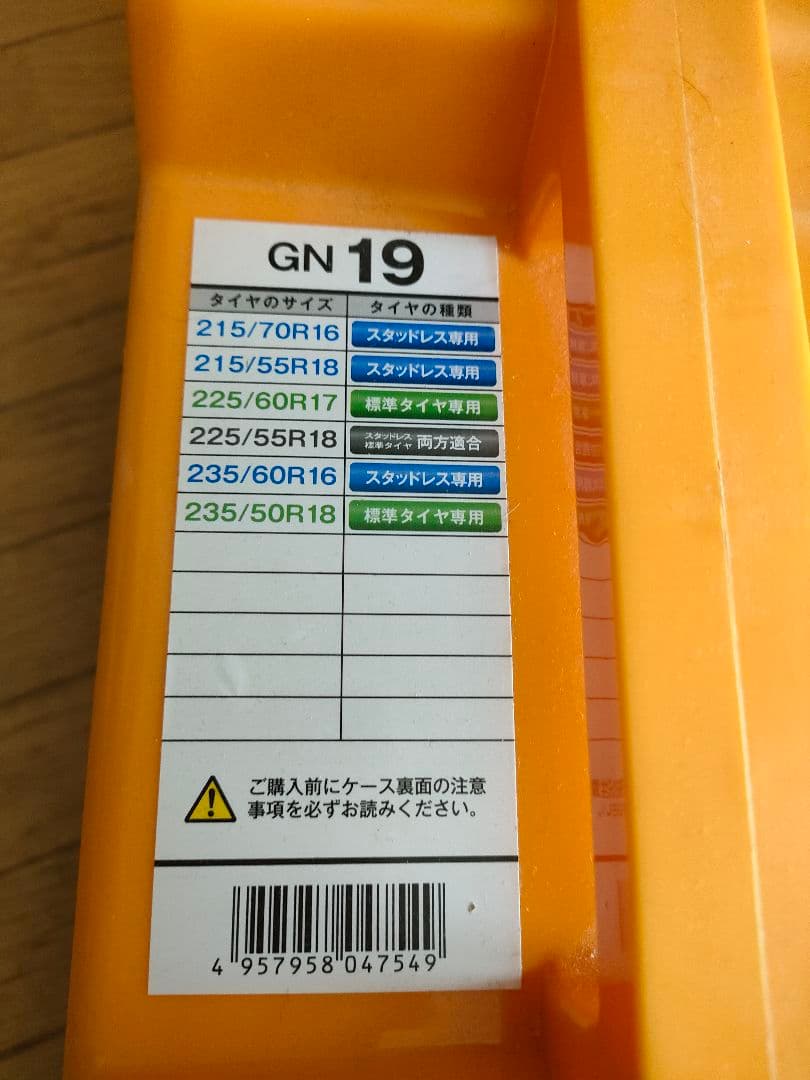 GN 19
タイヤのサイズ タイヤの種類
215/70R16 スタッドレス専用
215/55R18 スタッドレス専用
225/60R17 標準タイヤ専用
225/55R18 スタッドレス 標準タイヤ 両方適合
235/60R16 スタッドレス専用
235/50R18 標準タイヤ専用
ご購入前にケース裏面の注意
事項を必ずお読みください。
4 957958 047549